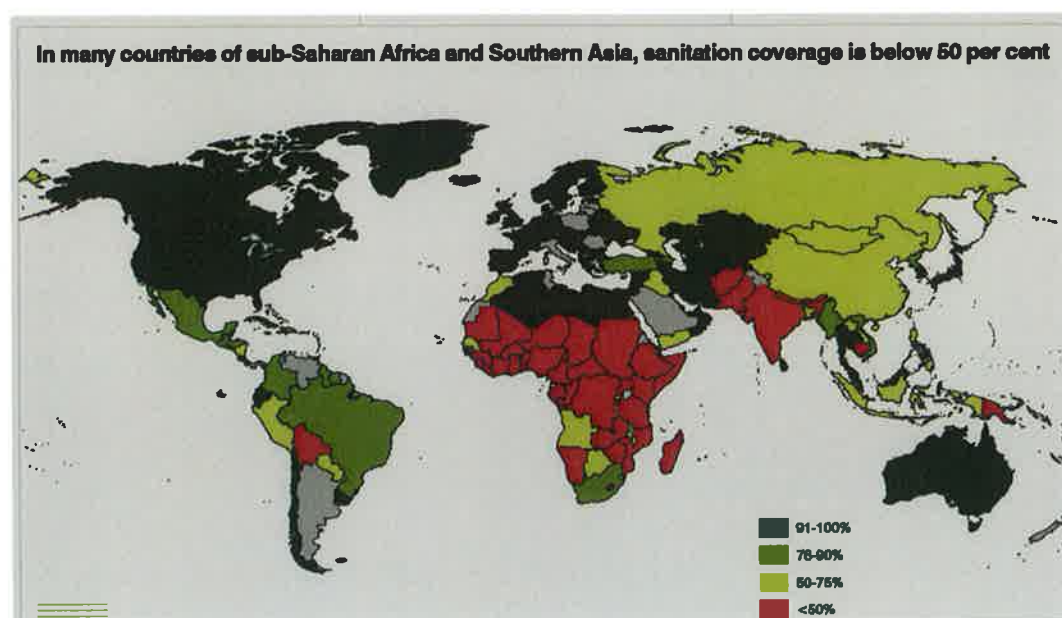 In many countries of sub-Saharan Africa and Southern Asia, sanitation coverage is below 50 per cent
91-100%
76-90%
50-75%
<50%